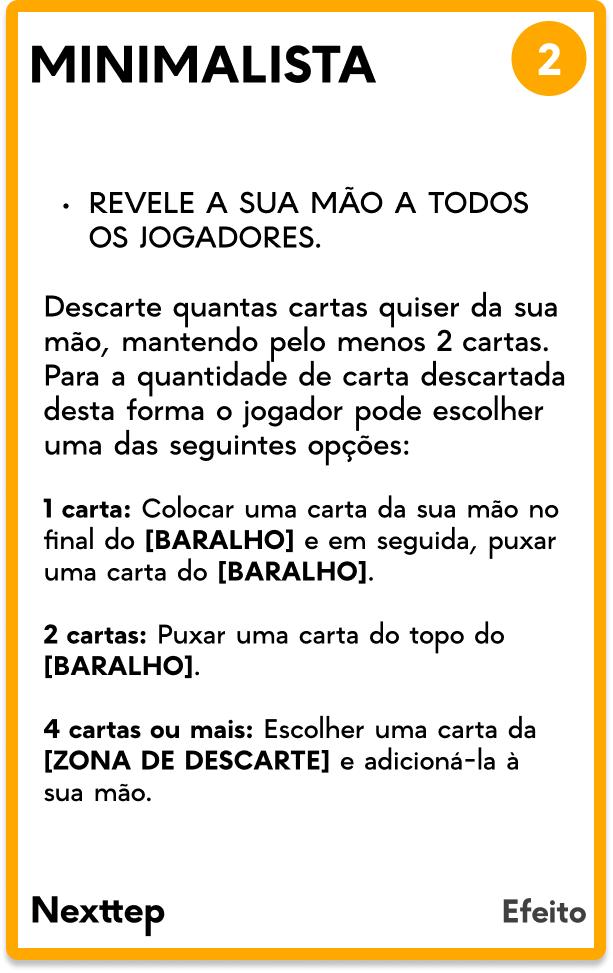 MINIMALISTA
2
• REVELE A SUA MÃO A TODOS
OS JOGADORES.
Descarte quantas cartas quiser da sua
mão, mantendo pelo menos 2 cartas.
Para a quantidade de carta descartada
desta forma o jogador pode escolher
uma das seguintes opções:
1 carta: Colocar uma carta da sua mão no
final do [BARALHO] e em seguida, puxar
uma carta do [BARALHO].
2 cartas: Puxar uma carta do topo do
[BARALHO].
4 cartas ou mais: Escolher uma carta da
[ZONA DE DESCARTE] e adicioná-la à
sua mão.
Nexttep
Efeito